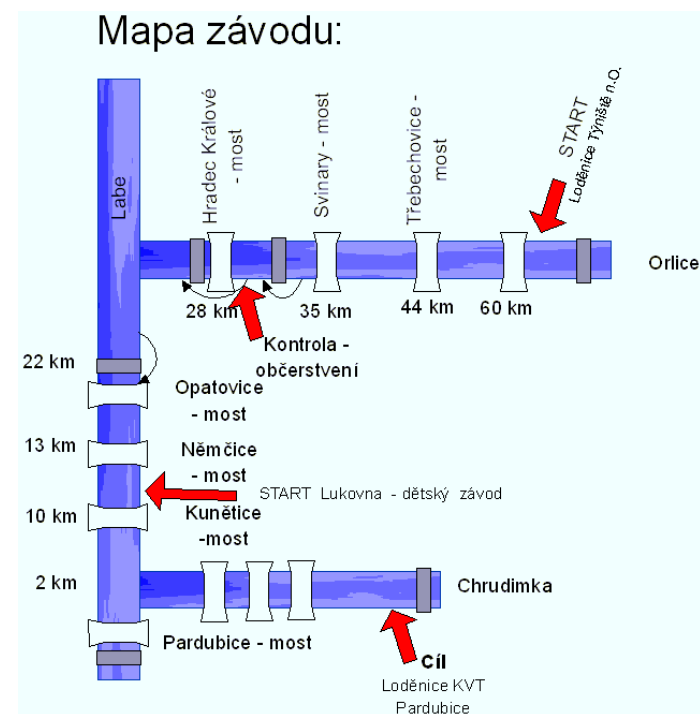 Mapa závodu:
Labe
Hradec Králové
- most
Svinary - most
Třebechovice -
most
START
Loděnice Týniště n.O.
Orlice
28 km
35 km
44 km
60 km
Kontrola -
občerstvení
22 km
Opatovice
- most
13 km
Němčice
- most
START Lukovna - dětský závod
10 km
Kunětice
-most
2 km
Chrudimka
Pardubice - most
Cíl
Loděnice KVT
Pardubice